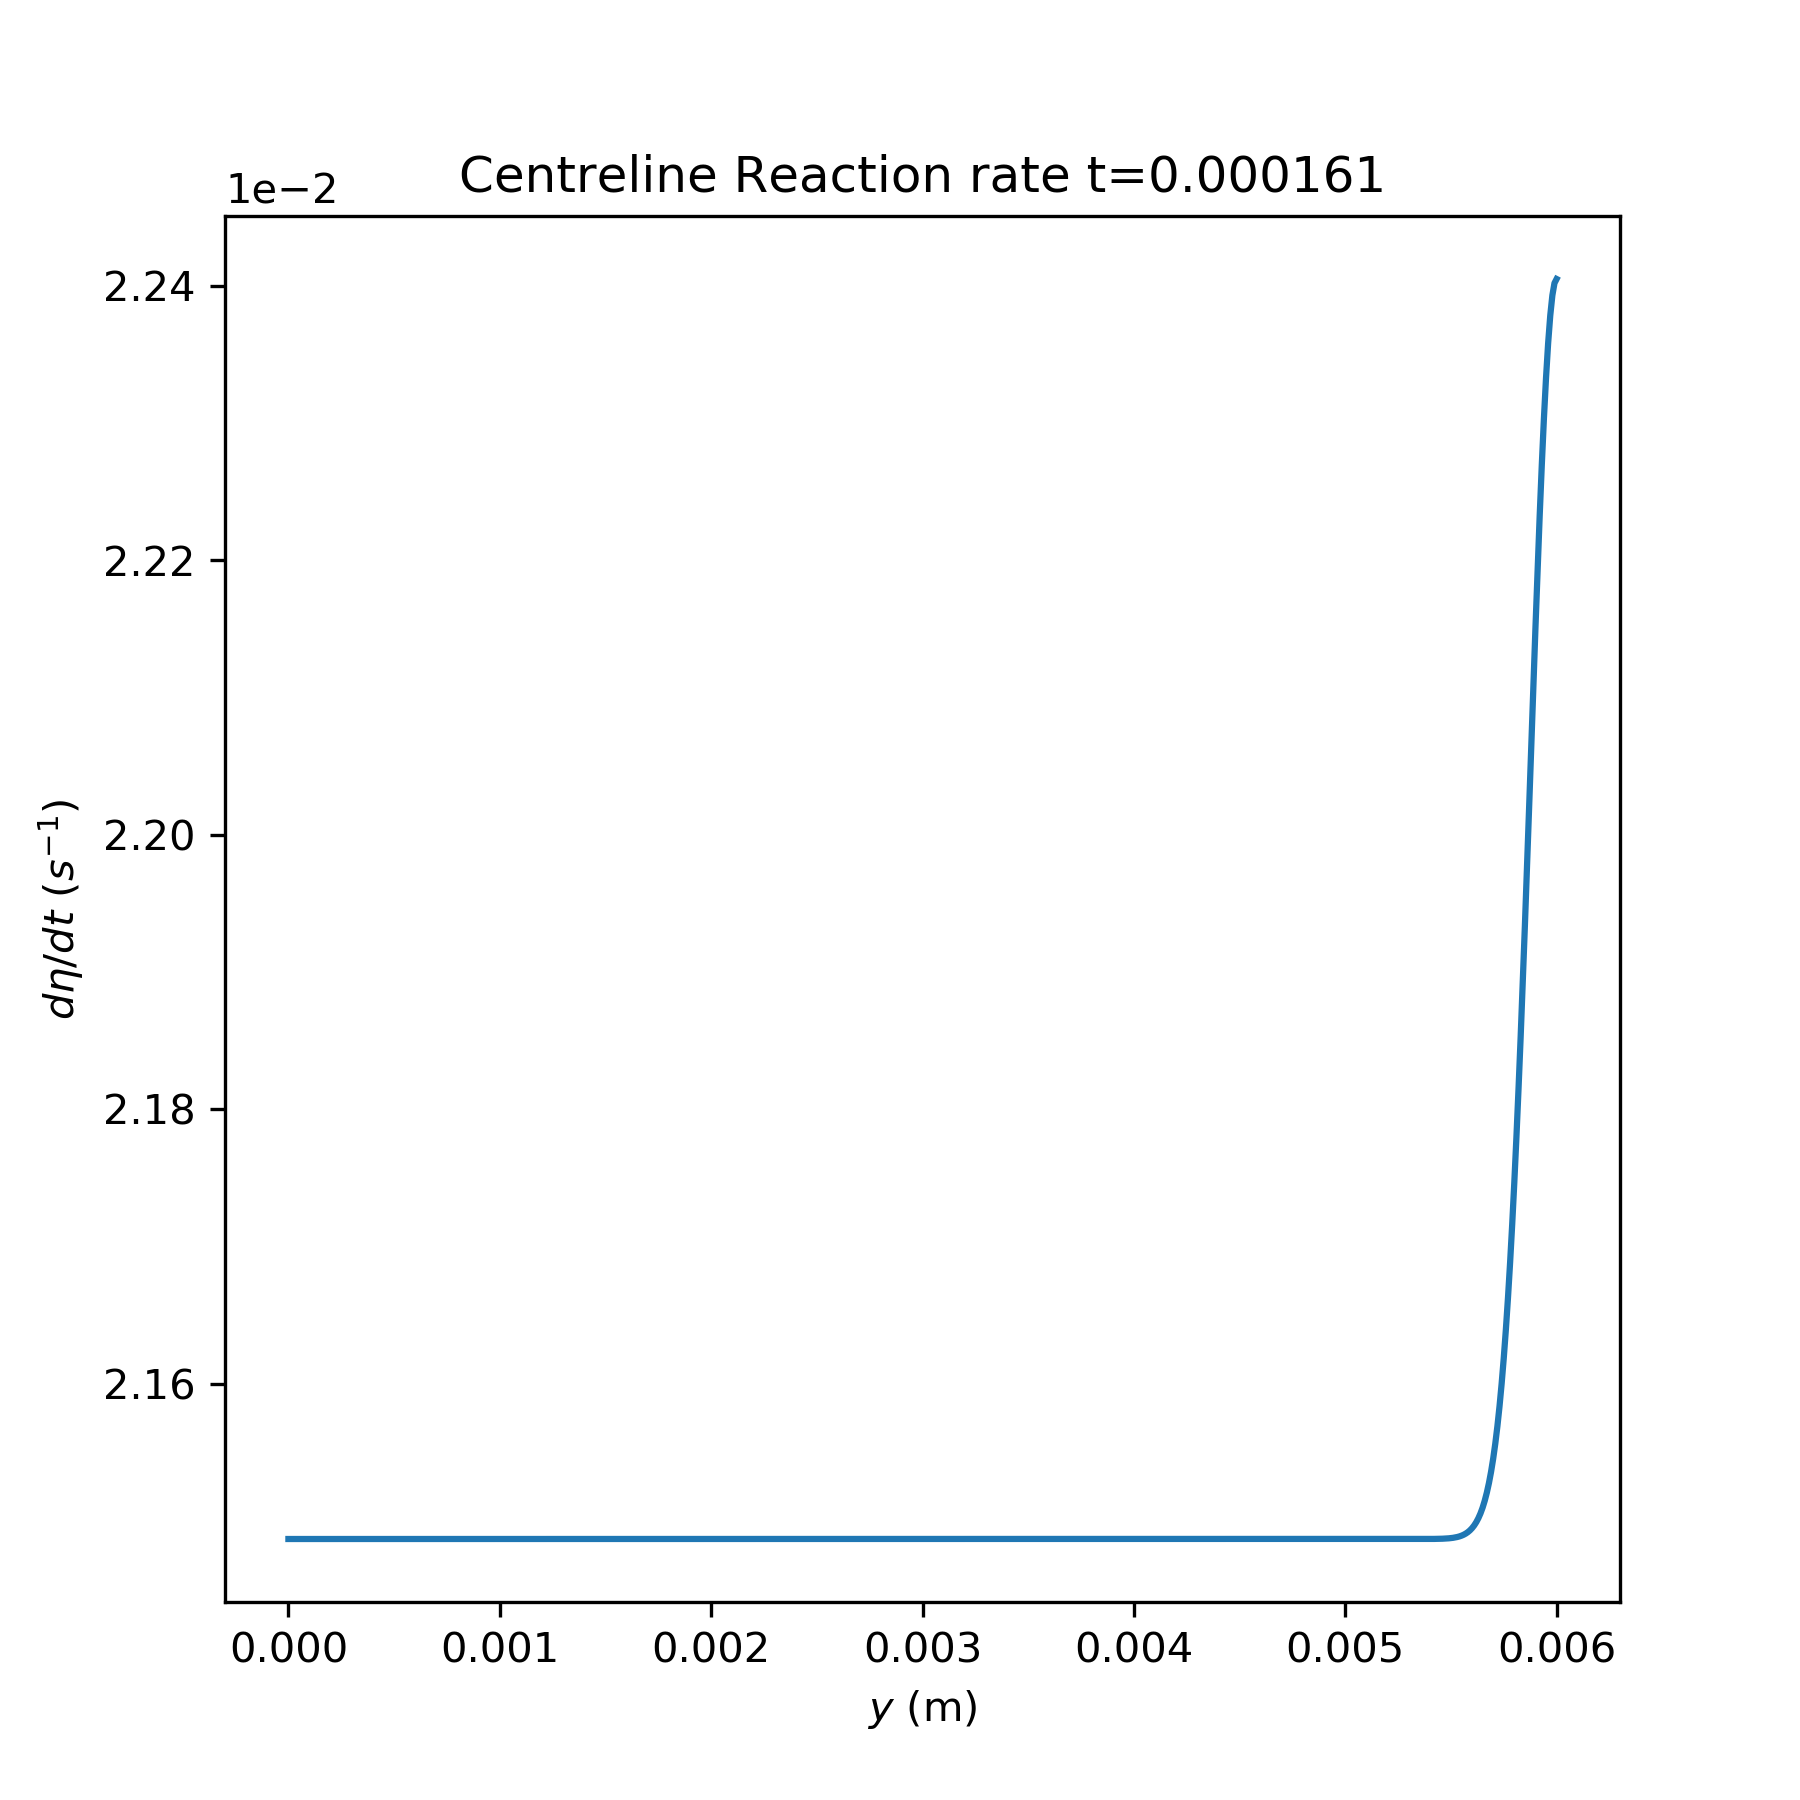 Centreline Reaction rate t=0.000161
1e−2
2.24
2.22
2.20
2.18
2.16
dη/dt (s⁻¹)
0.000 0.001 0.002 0.003 0.004 0.005 0.006
y (m)